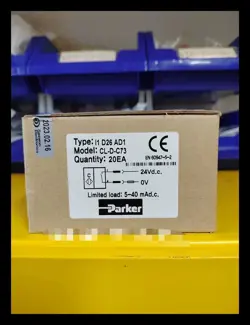 2023.02.16
Type: I1 D26 AD1
Model: CL-D-C73
Quantity: 20EA
CE
EN 60947-5-2
24Vd.c.
0V
Limited load: 5-40 mAd.c.
Parker